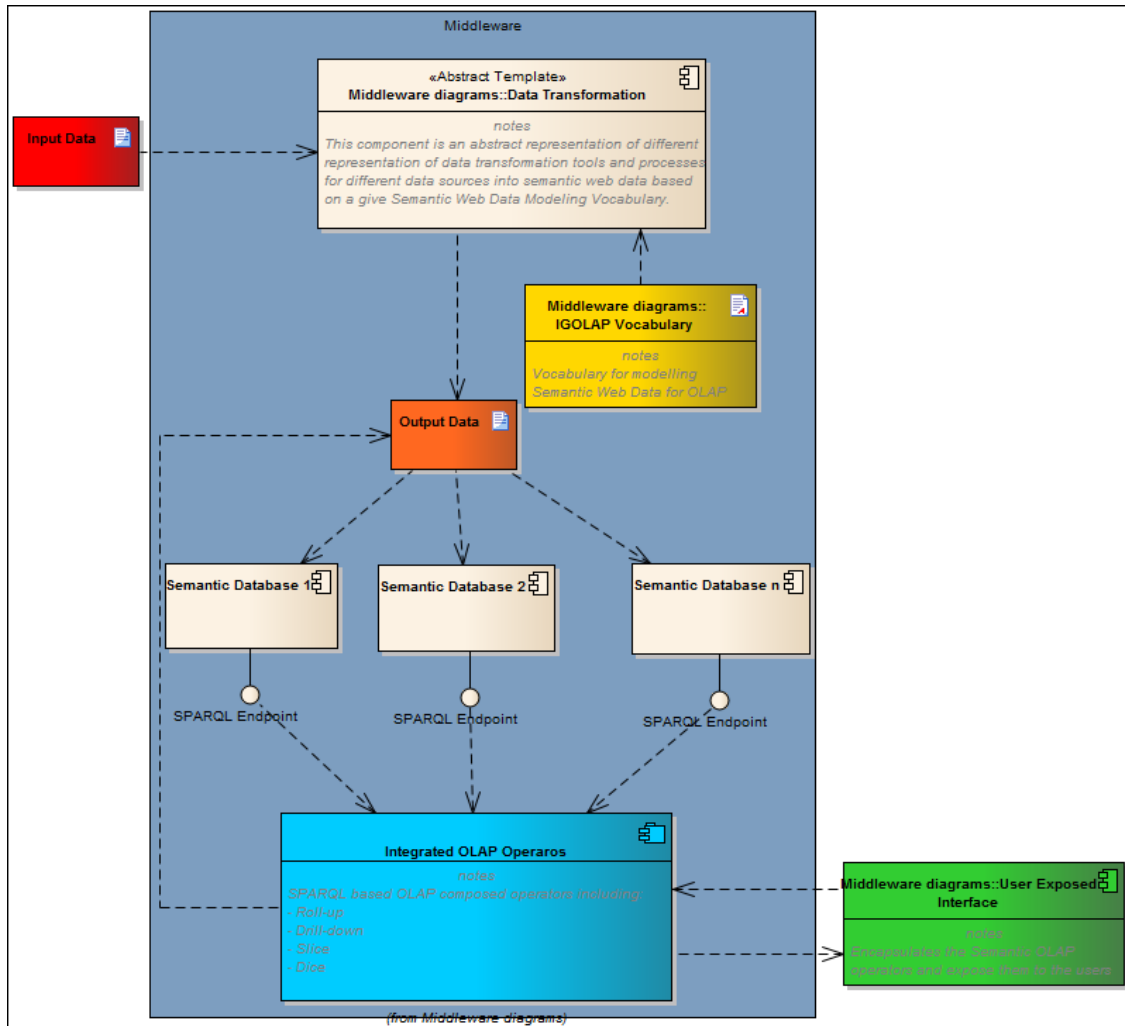 Middleware
«Abstract Template»
Middleware diagrams::Data Transformation
notes
This component is an abstract representation of different
representation of data transformation tools and processes
for different data sources into semantic web data based
on a give Semantic Web Data Modeling Vocabulary.
Input Data
Middleware diagrams::
IGOLAP Vocabulary
notes
Vocabulary for modelling
Semantic Web Data for OLAP
Output Data
Semantic Database 1
Semantic Database 2
Semantic Database n
SPARQL Endpoint
SPARQL Endpoint
SPARQL Endpoint
Integrated OLAP Operaros
notes
SPARQL based OLAP composed operators including:
- Roll-up
- Drill-down
- Slice
- Dice
Middleware diagrams::User Exposed
Interface
notes
Encapsulates the Semantic OLAP
operators and expose them to the users
(from Middleware diagrams)